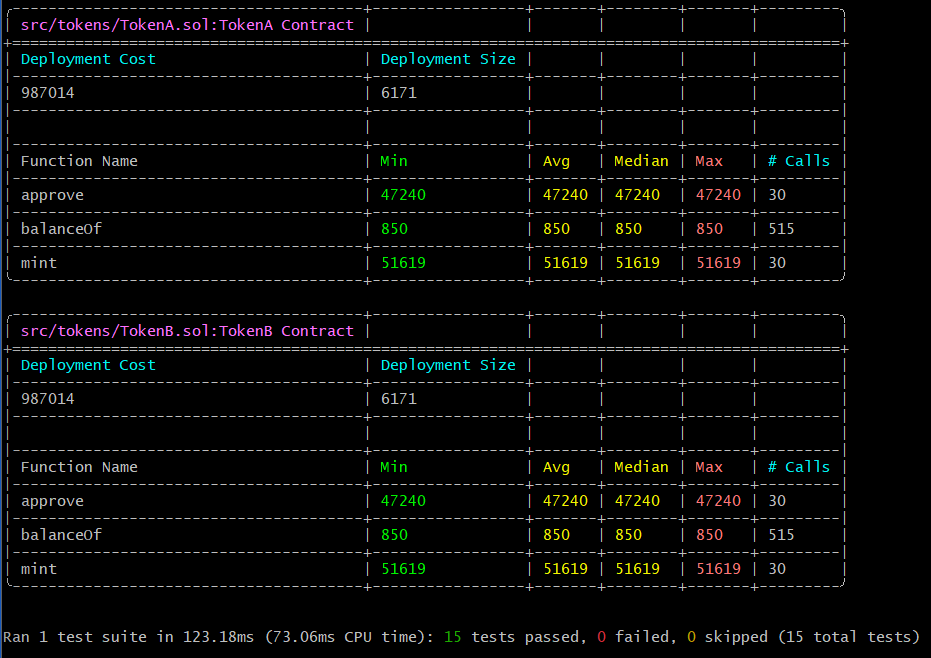 src/tokens/TokenA.sol:TokenA Contract
Deployment Cost | Deployment Size
987014 | 6171
Function Name | Min | Avg | Median | Max | # Calls
approve | 47240 | 47240 | 47240 | 47240 | 30
balanceOf | 850 | 850 | 850 | 850 | 515
mint | 51619 | 51619 | 51619 | 51619 | 30
src/tokens/TokenB.sol:TokenB Contract
Deployment Cost | Deployment Size
987014 | 6171
Function Name | Min | Avg | Median | Max | # Calls
approve | 47240 | 47240 | 47240 | 47240 | 30
balanceOf | 850 | 850 | 850 | 850 | 515
mint | 51619 | 51619 | 51619 | 51619 | 30
Ran 1 test suite in 123.18ms (73.06ms CPU time): 15 tests passed, 0 failed, 0 skipped (15 total tests)